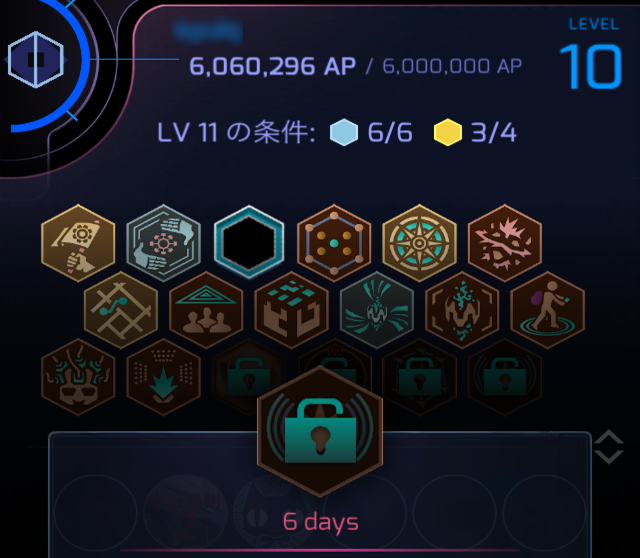 LEVEL
10
6,060,296 AP / 6,000,000 AP
LV 11 の条件: 6/6 3/4
6 days